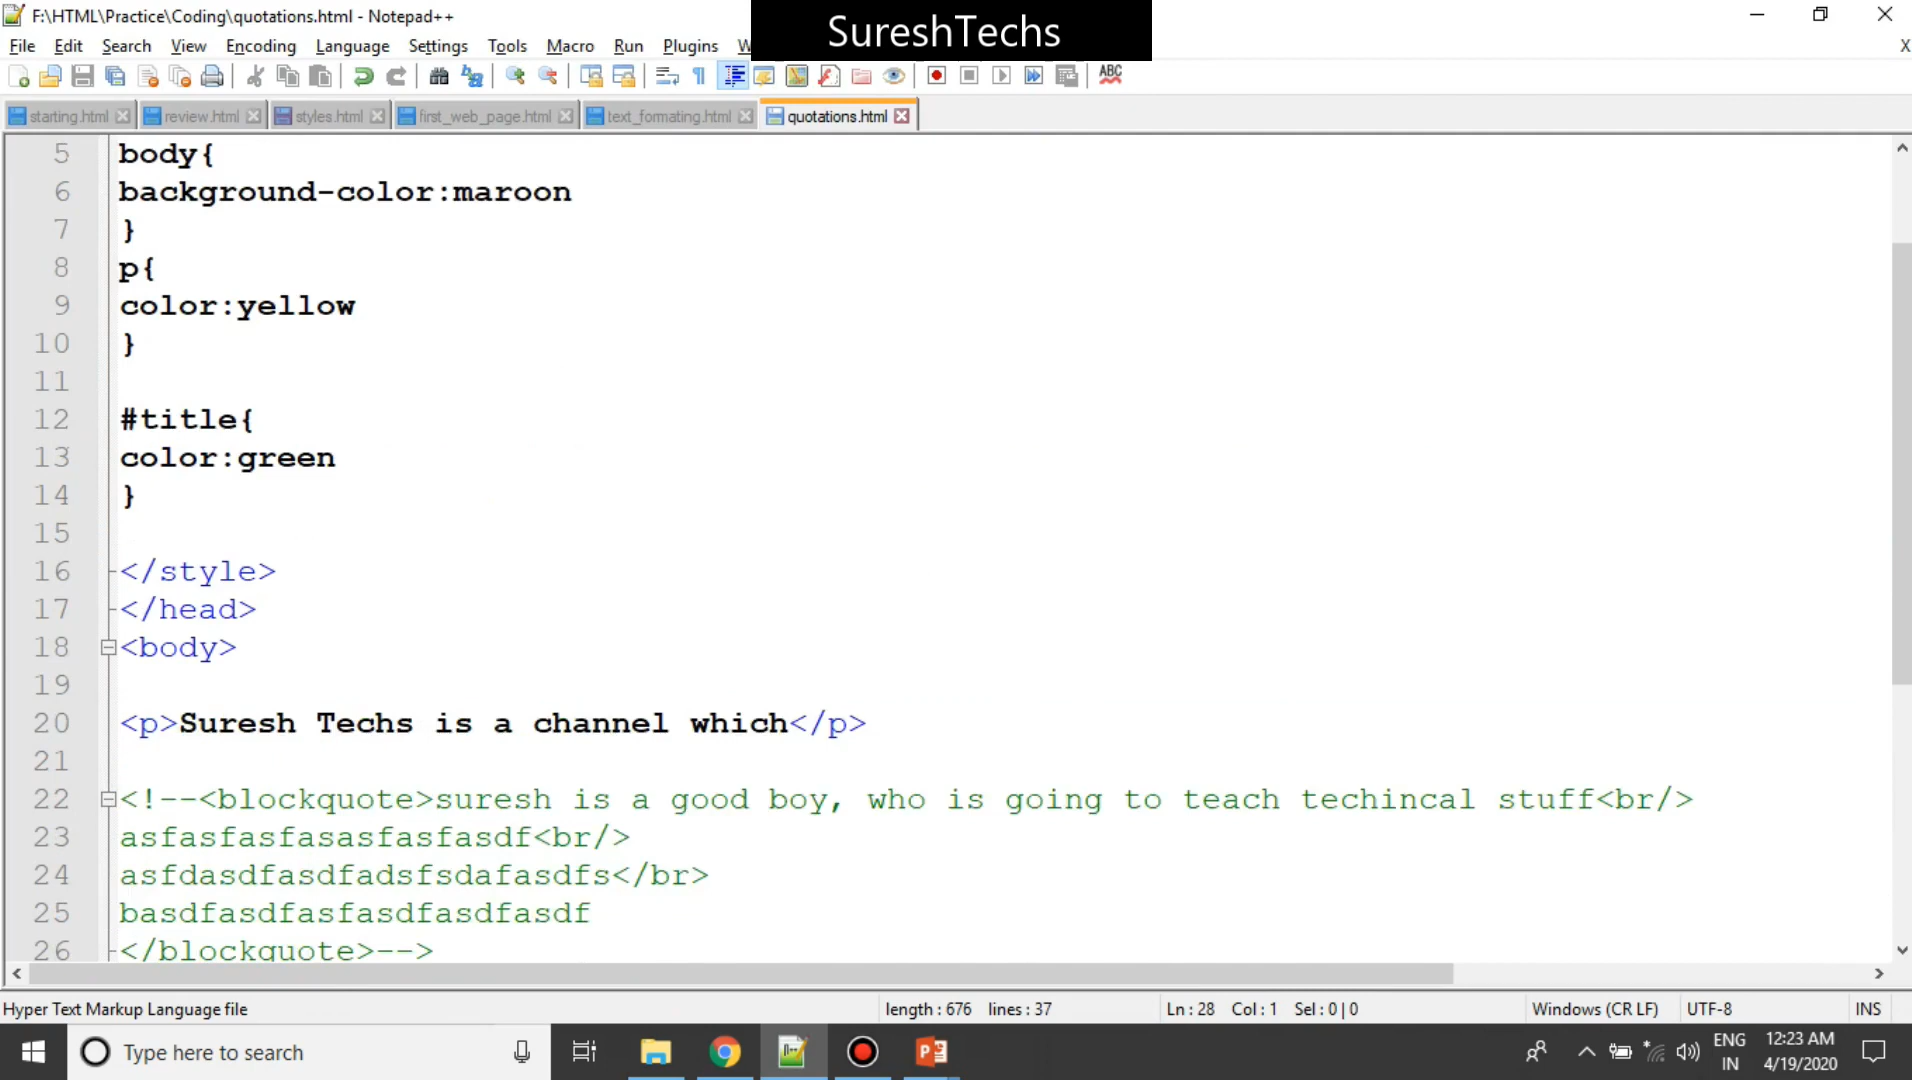 F:\HTML\Practice\Coding\quotations.html - Notepad++
SureshTechs
File Edit Search View Encoding Language Settings Tools Macro Run Plugins W
X
ABC
starting.html review.html styles.html first_web_page.html text_formating.html quotations.html
5 body{
6 background-color:maroon
7 }
8 p{
9 color:yellow
10 }
11
12 #title{
13 color:green
14 }
15
16 </style>
17 </head>
18 <body>
19
20 <p>Suresh Techs is a channel which</p>
21
22 <!--<blockquote>suresh is a good boy, who is going to teach techincal stuff<br/>
23 asfasfasfasasfasfasfasdf<br/>
24 asfdasdfasdfadsfsdafasdfs</br>
25 basdfasdfasfasdfasdfasdf
26 </blockquote>-->
Hyper Text Markup Language file length : 676 lines : 37 Ln : 28 Col : 1 Sel : 0 | 0 Windows (CR LF) UTF-8 INS
Type here to search
ENG
IN
12:23 AM
4/19/2020